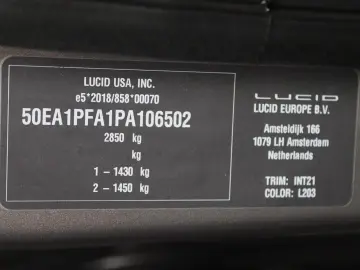 LUCID USA, INC.
e5*2018/858*00070
50EA1PFA1PA106502
2850 kg
kg
1 - 1430 kg
2 - 1450 kg
LUCID
LUCID EUROPE B.V.
Amsteldijk 166
1079 LH Amsterdam
Netherlands
TRIM: INT21
COLOR: L203